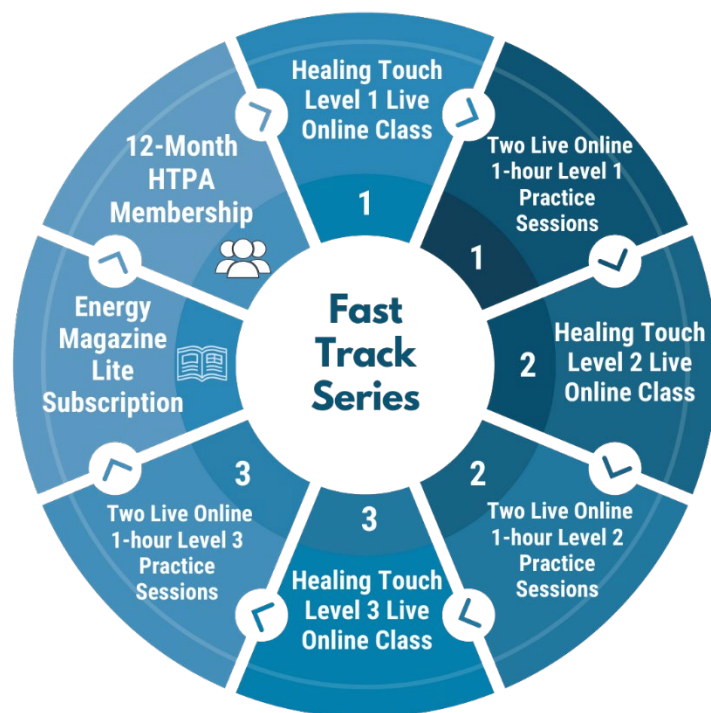 Fast
Track
Series
Healing Touch
Level 1 Live
Online Class
1
Two Live Online
1-hour Level 1
Practice
Sessions
1
Healing Touch
Level 2 Live
Online Class
2
Two Live Online
1-hour Level 2
Practice
Sessions
2
Healing Touch
Level 3 Live
Online Class
3
Two Live Online
1-hour Level 3
Practice
Sessions
3
Energy
Magazine
Lite
Subscription
12-Month
HTPA
Membership